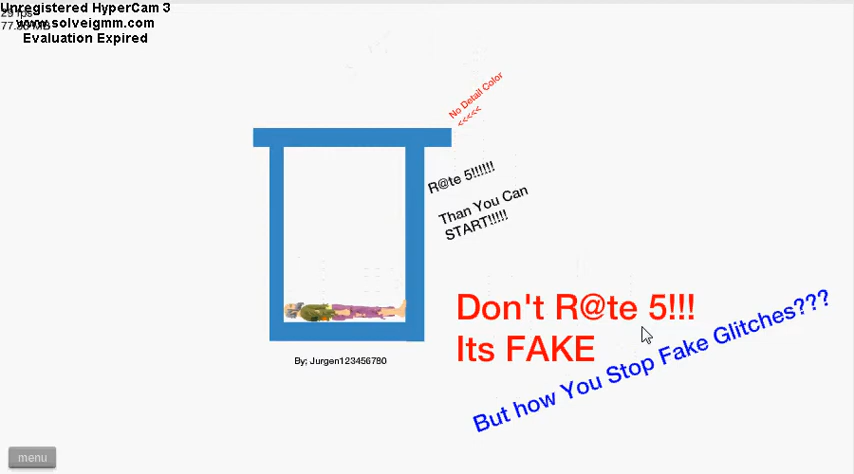 Unregistered HyperCam 3
www.solveigmm.com
Evaluation Expired
No Detail Color
<<<<<
R@te 5!!!!!!
Than You Can
START!!!!!
Don't R@te 5!!!
Its FAKE
But how You Stop Fake Glitches???
By; Jurgen123456780
menu